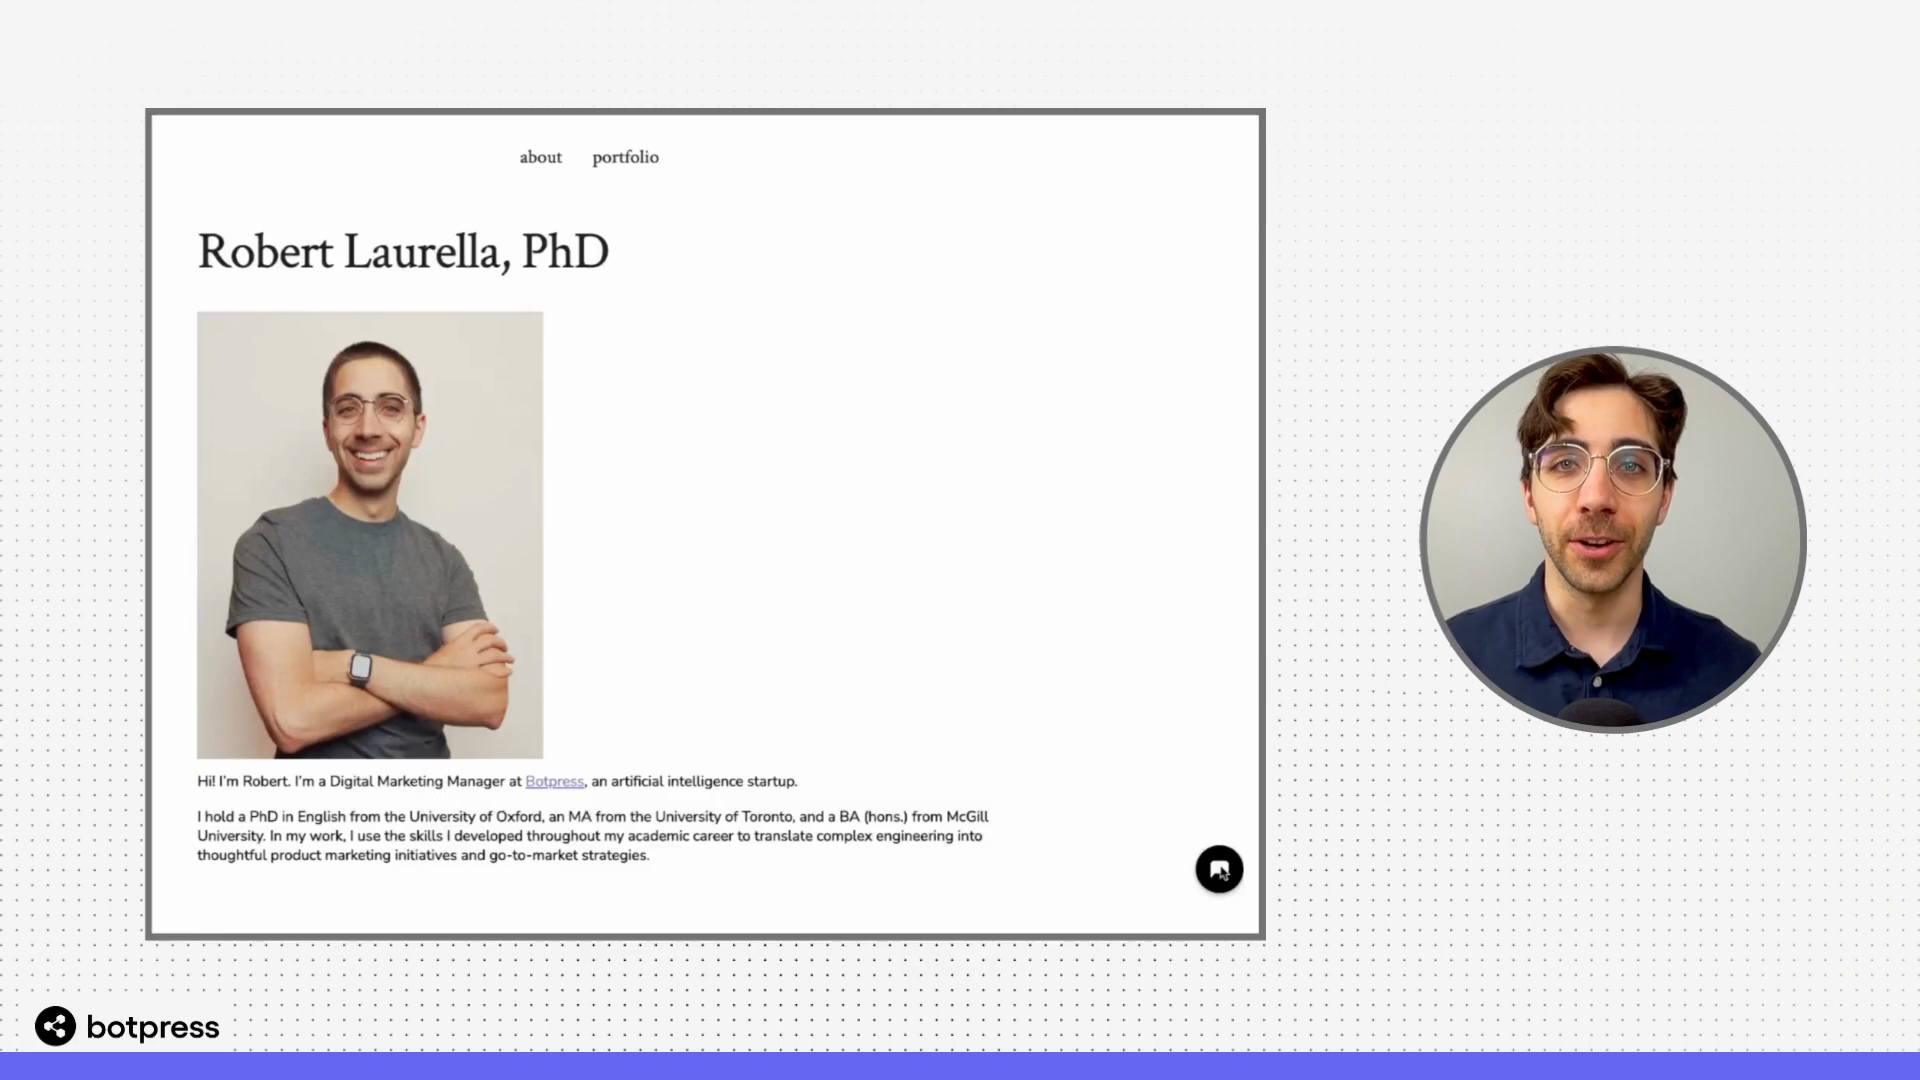 about portfolio
Robert Laurella, PhD
Hi! I'm Robert. I'm a Digital Marketing Manager at Botpress, an artificial intelligence startup.
I hold a PhD in English from the University of Oxford, an MA from the University of Toronto, and a BA (hons.) from McGill
University. In my work, I use the skills I developed throughout my academic career to translate complex engineering into
thoughtful product marketing initiatives and go-to-market strategies.
botpress